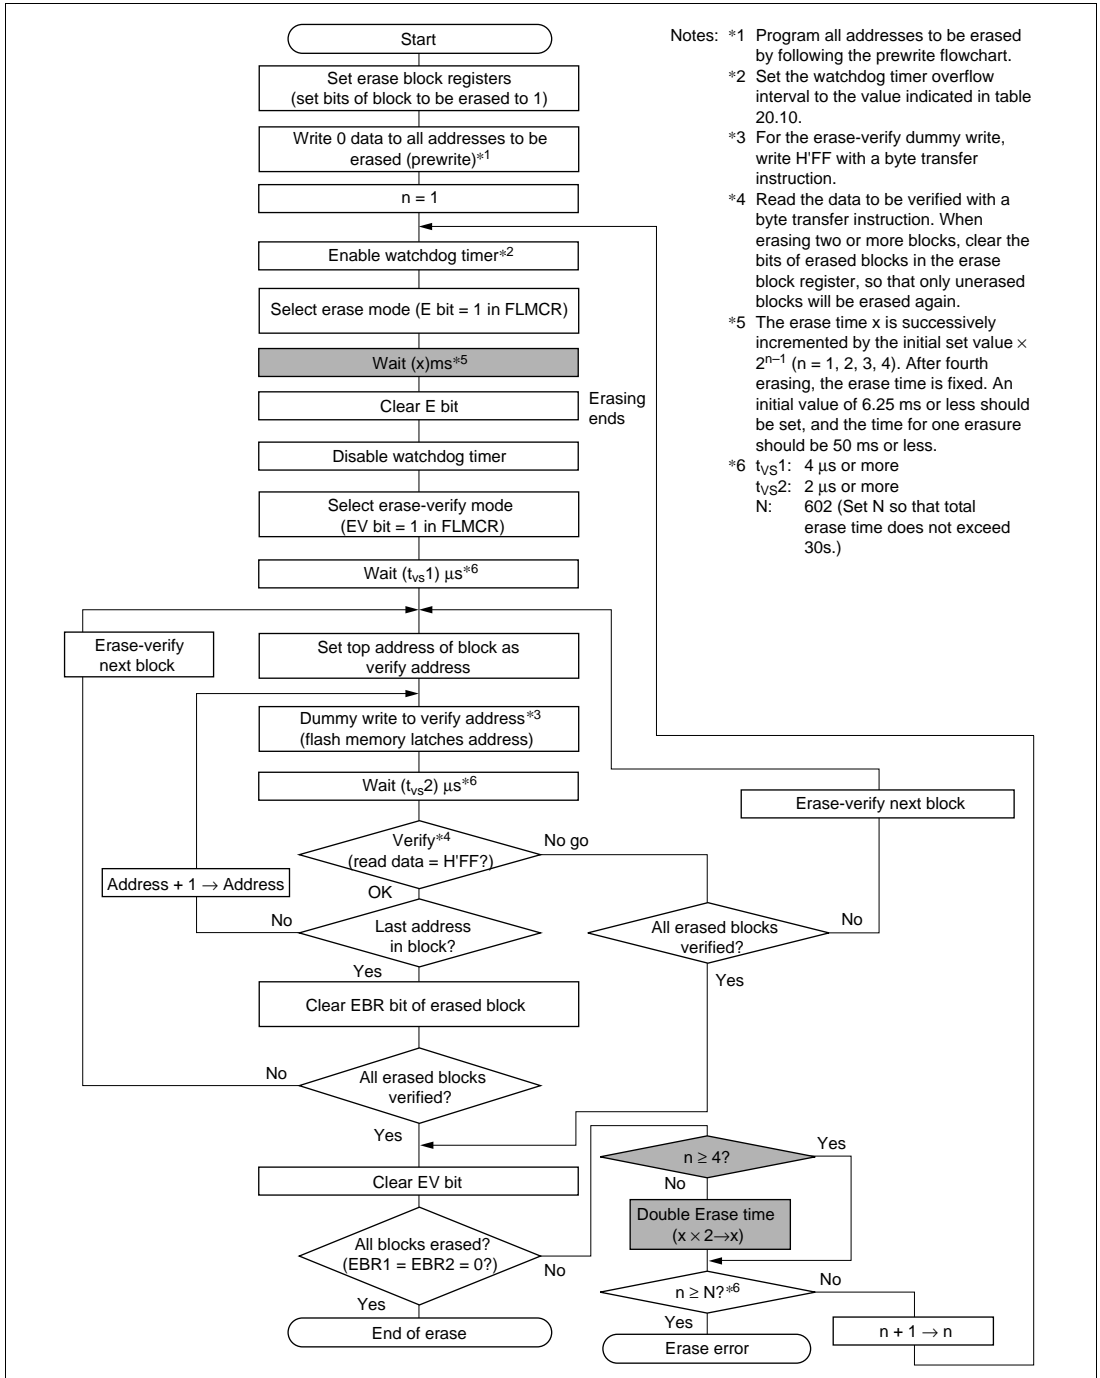 Start
Set erase block registers
(set bits of block to be erased to 1)
Write 0 data to all addresses to be
erased (prewrite)*1
n = 1
Enable watchdog timer*2
Select erase mode (E bit = 1 in FLMCR)
Wait (x)ms*5
Clear E bit
Erasing
ends
Disable watchdog timer
Select erase-verify mode
(EV bit = 1 in FLMCR)
Wait (tvs1) μs*6
Erase-verify
next block
Set top address of block as
verify address
Dummy write to verify address*3
(flash memory latches address)
Wait (tvs2) μs*6
Erase-verify next block
Verify*4
(read data = H'FF?)
No go
OK
Address + 1 → Address
No
Last address
in block?
Yes
All erased blocks
verified?
No
Yes
Clear EBR bit of erased block
No
All erased blocks
verified?
Yes
n ≥ 4?
Yes
No
Clear EV bit
Double Erase time
(x × 2→x)
All blocks erased?
(EBR1 = EBR2 = 0?)
No
Yes
n ≥ N?*6
No
Yes
n + 1 → n
End of erase
Erase error
Notes: *1 Program all addresses to be erased
by following the prewrite flowchart.
*2 Set the watchdog timer overflow
interval to the value indicated in table
20.10.
*3 For the erase-verify dummy write,
write H'FF with a byte transfer
instruction.
*4 Read the data to be verified with a
byte transfer instruction. When
erasing two or more blocks, clear the
bits of erased blocks in the erase
block register, so that only unerased
blocks will be erased again.
*5 The erase time x is successively
incremented by the initial set value ×
2n–1 (n = 1, 2, 3, 4). After fourth
erasing, the erase time is fixed. An
initial value of 6.25 ms or less should
be set, and the time for one erasure
should be 50 ms or less.
*6 tVS1: 4 μs or more
tVS2: 2 μs or more
N: 602 (Set N so that total
erase time does not exceed
30s.)